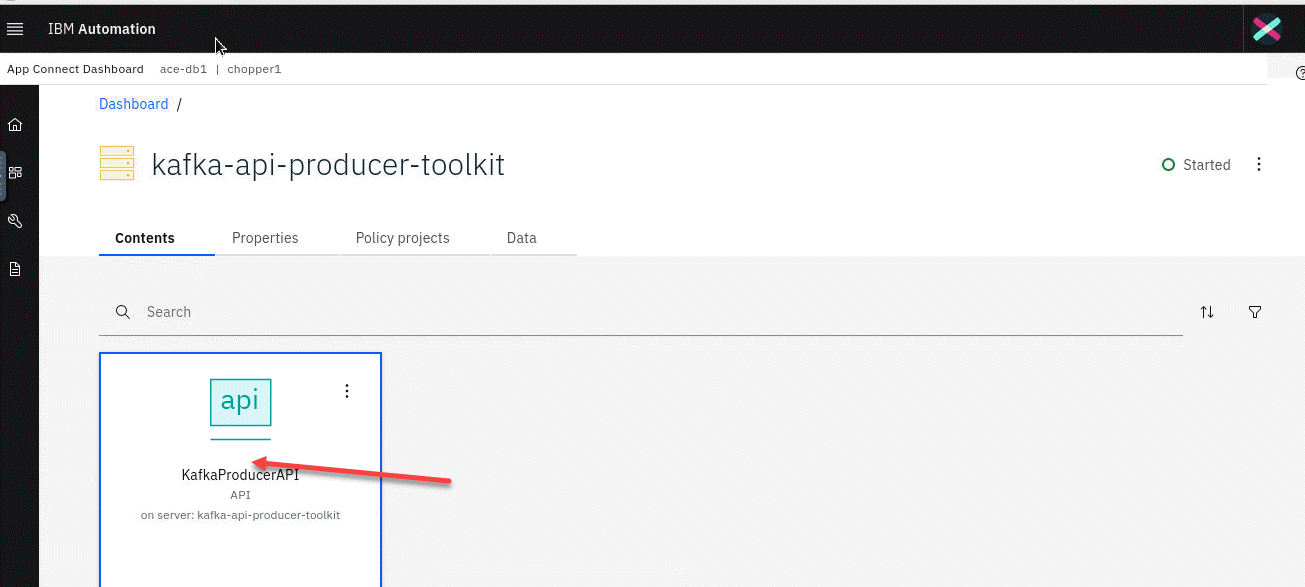 IBM Automation
App Connect Dashboard ace-db1 | chopper1
Dashboard /
kafka-api-producer-toolkit
Started
Contents Properties Policy projects Data
Search
api
KafkaProducerAPI
API
on server: kafka-api-producer-toolkit